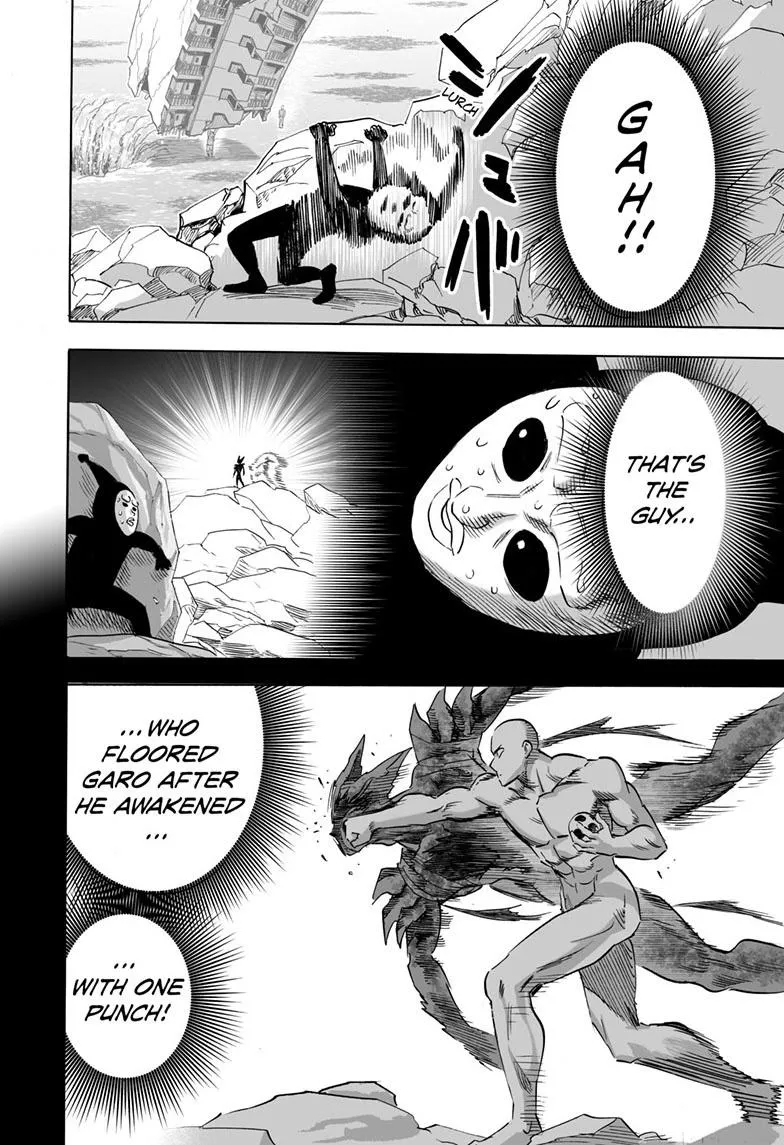 GAH!!
LURCH
THAT'S
THE
GUY...
...WHO
FLOORED
GARO AFTER
HE AWAKENED
...
...
WITH ONE
PUNCH!